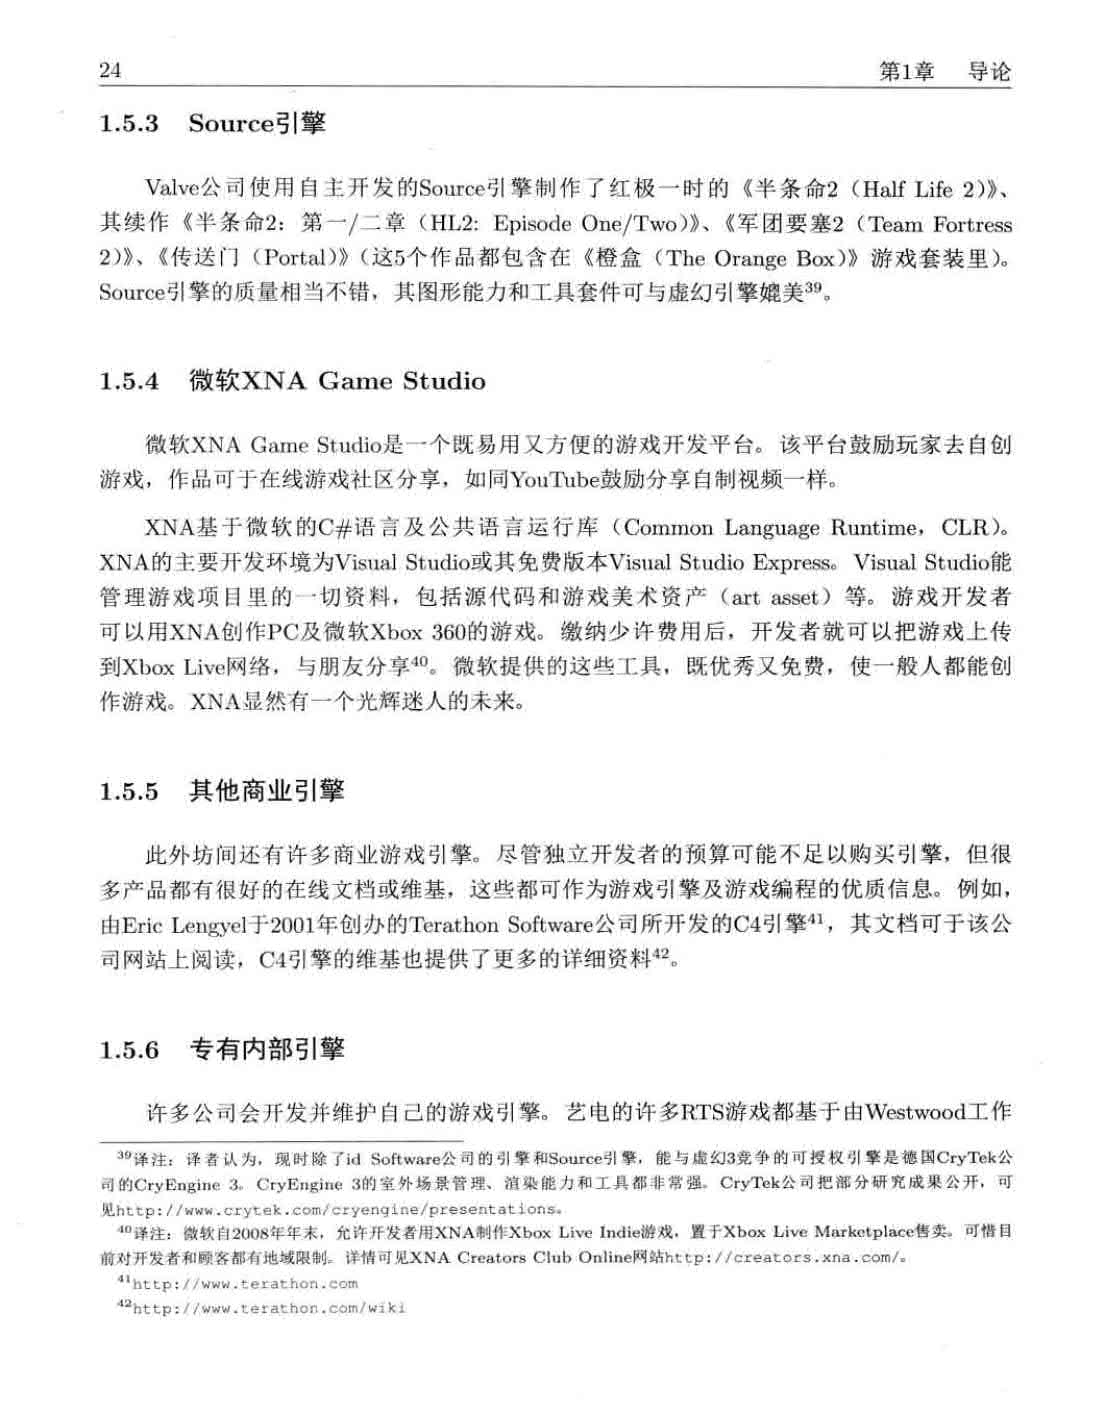 24
第1章 导论
1.5.3 Source引擎
Valve公司使用自主开发的Source引擎制作了红极一时的《半条命2（Half Life 2）》、
其续作《半条命2：第一/二章（HL2: Episode One/Two）》、《军团要塞2（Team Fortress
2）》、《传送门（Portal）》（这5个作品都包含在《橙盒（The Orange Box）》游戏套装里）。
Source引擎的质量相当不错，其图形能力和工具套件可与虚幻引擎媲美³⁹。
1.5.4 微软XNA Game Studio
微软XNA Game Studio是一个既易用又方便的游戏开发平台。该平台鼓励玩家去自创
游戏，作品可于在线游戏社区分享，如同YouTube鼓励分享自制视频一样。
XNA基于微软的C#语言及公共语言运行库（Common Language Runtime，CLR）。
XNA的主要开发环境为Visual Studio或其免费版本Visual Studio Express。Visual Studio能
管理游戏项目里的一切资料，包括源代码和游戏美术资产（art asset）等。游戏开发者
可以用XNA创作PC及微软Xbox 360的游戏。缴纳少许费用后，开发者就可以把游戏上传
到Xbox Live网络，与朋友分享⁴⁰。微软提供的这些工具，既优秀又免费，使一般人都能创
作游戏。XNA显然有一个光辉迷人的未来。
1.5.5 其他商业引擎
此外坊间还有许多商业游戏引擎。尽管独立开发者的预算可能不足以购买引擎，但很
多产品都有很好的在线文档或维基，这些都可作为游戏引擎及游戏编程的优质信息。例如，
由Eric Lengyel于2001年创办的Terathon Software公司所开发的C4引擎⁴¹，其文档可于该公
司网站上阅读，C4引擎的维基也提供了更多的详细资料⁴²。
1.5.6 专有内部引擎
许多公司会开发并维护自己的游戏引擎。艺电的许多RTS游戏都基于由Westwood工作
³⁹译注：译者认为，现时除了id Software公司的引擎和Source引擎，能与虚幻3竞争的可授权引擎是德国CryTek公
司的CryEngine 3。CryEngine 3的室外场景管理、渲染能力和工具都非常强。CryTek公司把部分研究成果公开，可
见http://www.crytek.com/cryengine/presentations。
⁴⁰译注：微软自2008年年末，允许开发者用XNA制作Xbox Live Indie游戏，置于Xbox Live Marketplace售卖。可惜目
前对开发者和顾客都有地域限制。详情可见XNA Creators Club Online网站http://creators.xna.com/。
⁴¹http://www.terathon.com
⁴²http://www.terathon.com/wiki